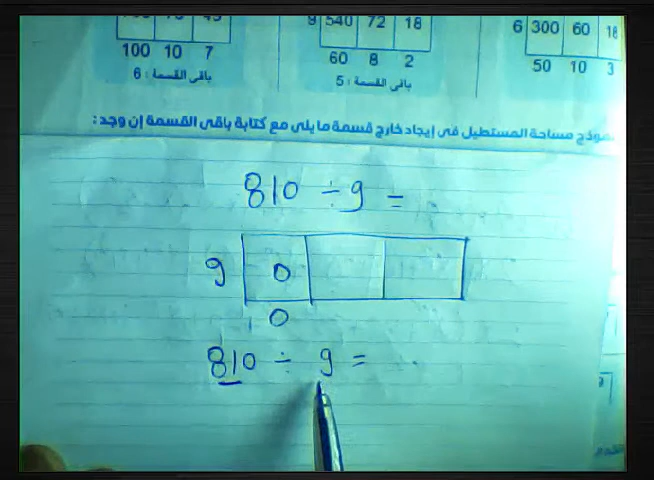 9 540 72 18
6 300 60 18
100 10 7
60 8 2
50 10 3
باقى القسمة : 6
باقى القسمة : 5
نموذج مساحة المستطيل فى إيجاد خارج قسمة ما يلى مع كتابة باقى القسمة إن وجد :
810 ÷ 9 =
9 0
0
810 ÷ 9 =